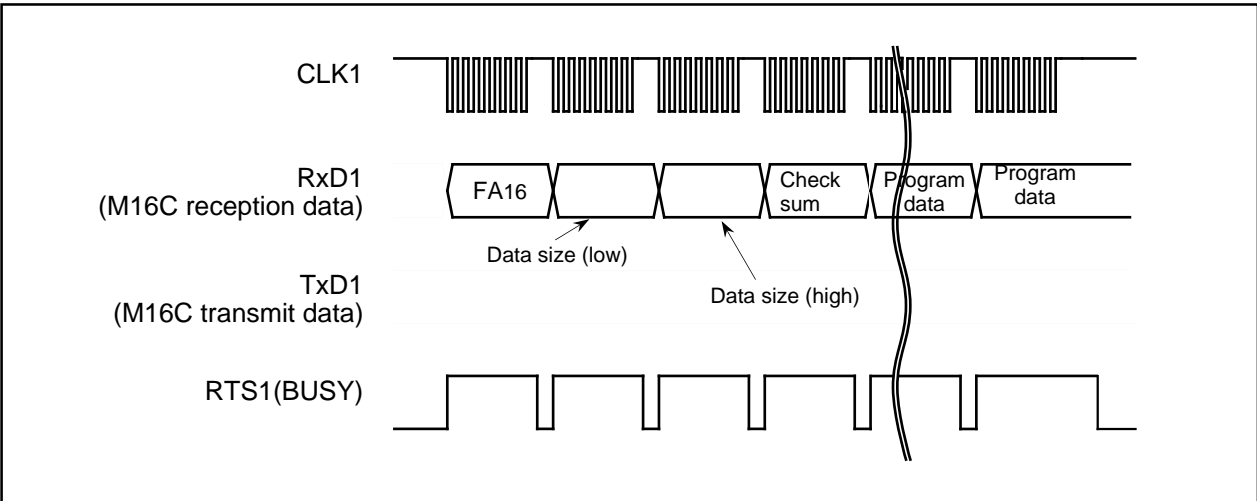 CLK1
RxD1
(M16C reception data)
FA16
Check
sum
Program
data
Program
data
Data size (low)
Data size (high)
TxD1
(M16C transmit data)
RTS1(BUSY)